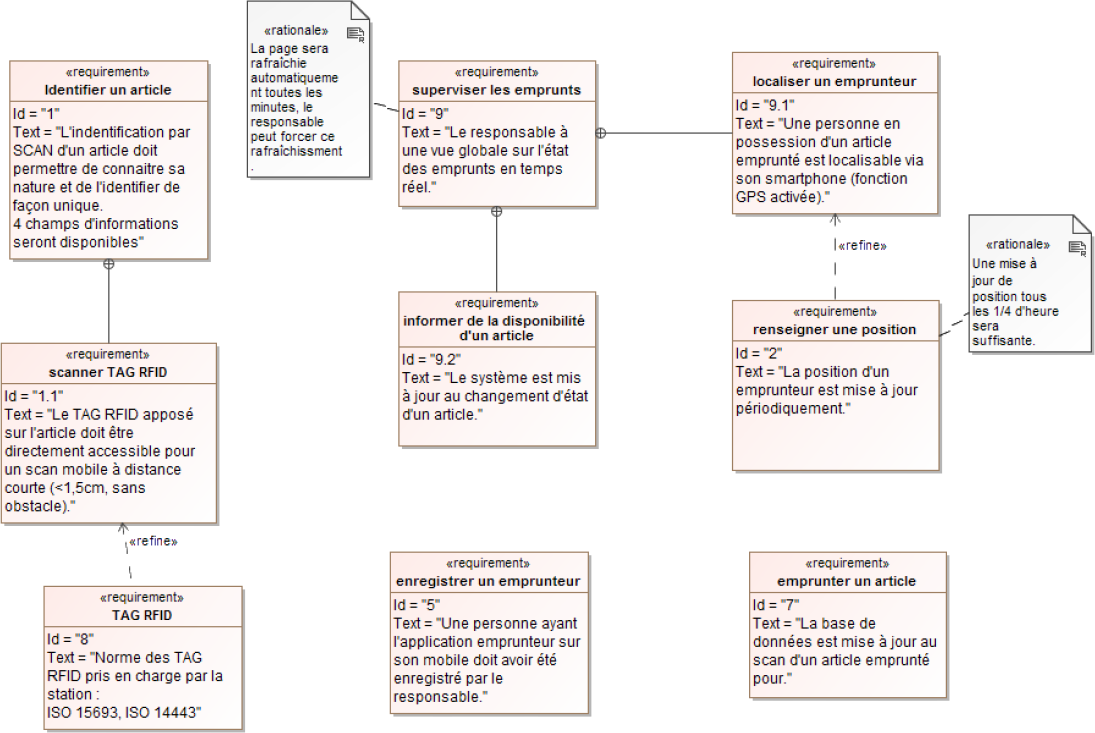 «requirement»
Identifier un article
Id = "1"
Text = "L'indentification par
SCAN d'un article doit
permettre de connaitre sa
nature et de l'identifier de
façon unique.
4 champs d'informations
seront disponibles"
«rationale»
La page sera
rafraîchie
automatiqueme
nt toutes les
minutes, le
responsable
peut forcer ce
rafraîchissment
.
«requirement»
superviser les emprunts
Id = "9"
Text = "Le responsable à
une vue globale sur l'état
des emprunts en temps
réel."
«requirement»
localiser un emprunteur
Id = "9.1"
Text = "Une personne en
possession d'un article
emprunté est localisable via
son smartphone (fonction
GPS activée)."
«refine»
«rationale»
Une mise à
jour de
position tous
les 1/4 d'heure
sera
suffisante.
«requirement»
informer de la disponibilité
d'un article
Id = "9.2"
Text = "Le système est mis
à jour au changement d'état
d'un article."
«requirement»
renseigner une position
Id = "2"
Text = "La position d'un
emprunteur est mise à jour
périodiquement."
«requirement»
scanner TAG RFID
Id = "1.1"
Text = "Le TAG RFID apposé
sur l'article doit être
directement accessible pour
un scan mobile à distance
courte (<1,5cm, sans
obstacle)."
«refine»
«requirement»
TAG RFID
Id = "8"
Text = "Norme des TAG
RFID pris en charge par la
station :
ISO 15693, ISO 14443"
«requirement»
enregistrer un emprunteur
Id = "5"
Text = "Une personne ayant
l'application emprunteur sur
son mobile doit avoir été
enregistré par le
responsable."
«requirement»
emprunter un article
Id = "7"
Text = "La base de
données est mise à jour au
scan d'un article emprunté
pour."